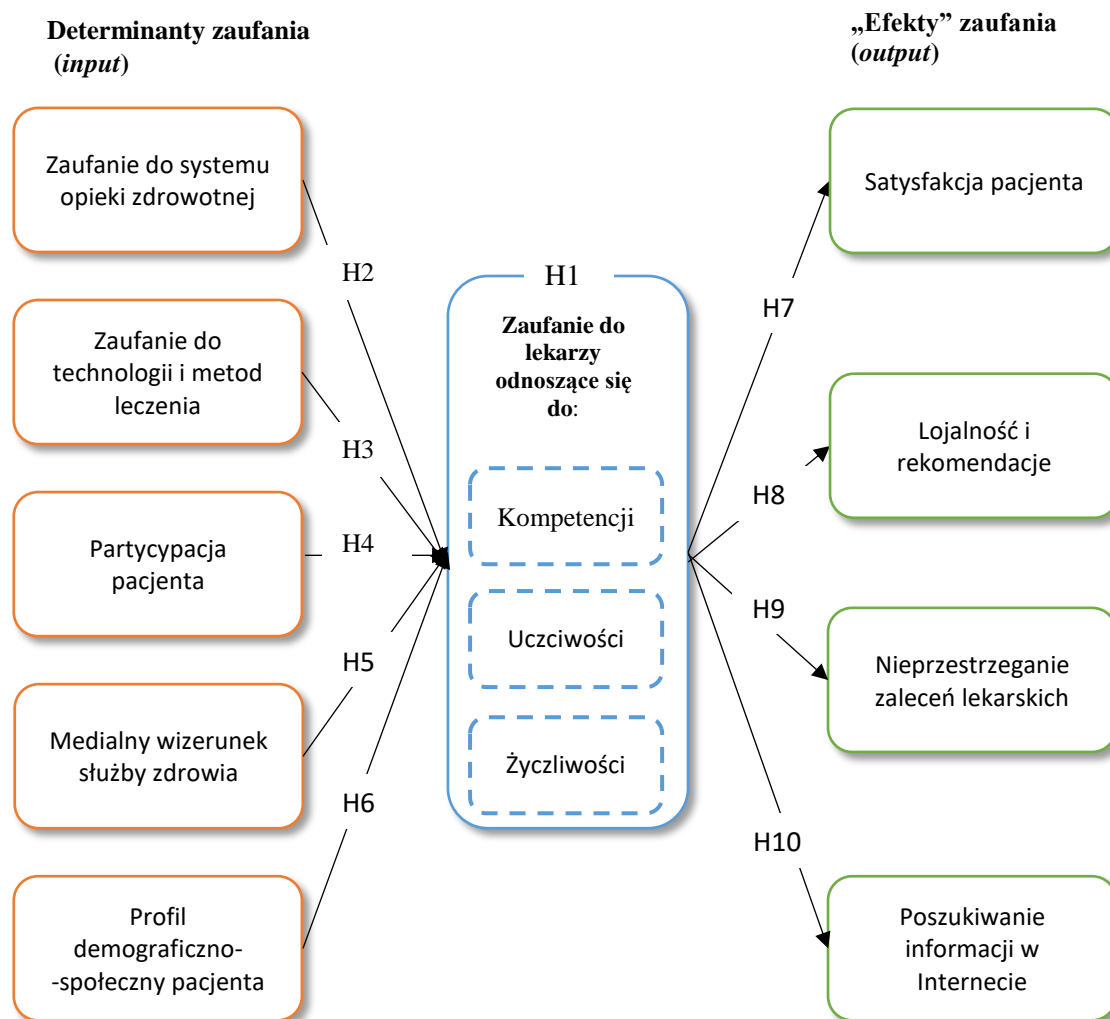 Determinanty zaufania
(input)
Zaufanie do systemu
opieki zdrowotnej
Zaufanie do
technologii i metod
leczenia
Partycypacja
pacjenta
Medialny wizerunek
służby zdrowia
Profil
demograficzno-
-społeczny pacjenta
H2
H3
H4
H5
H6
H1
Zaufanie do
lekarzy
odnoszące się
do:
Kompetencji
Uczciwości
Życzliwości
H7
H8
H9
H10
„Efekty” zaufania
(output)
Satysfakcja pacjenta
Lojalność i
rekomendacje
Nieprzestrzeganie
zaleceń lekarskich
Poszukiwanie
informacji w
Internecie